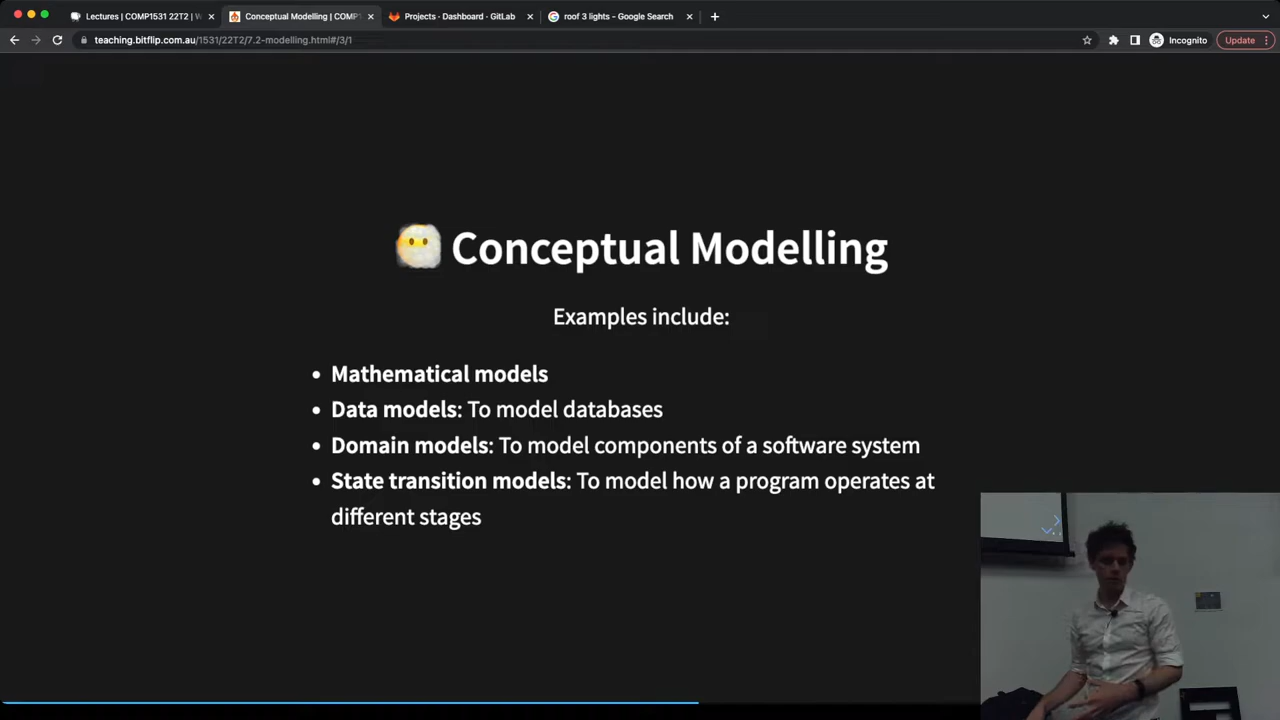 Lectures | COMP1531 22T2 | W
Conceptual Modelling | COMP1
Projects · Dashboard · GitLab
roof 3 lights - Google Search
teaching.bitflip.com.au/1531/22T2/7.2-modelling.html#/3/1
Incognito
Update
Conceptual Modelling
Examples include:
• Mathematical models
• Data models: To model databases
• Domain models: To model components of a software system
• State transition models: To model how a program operates at
different stages